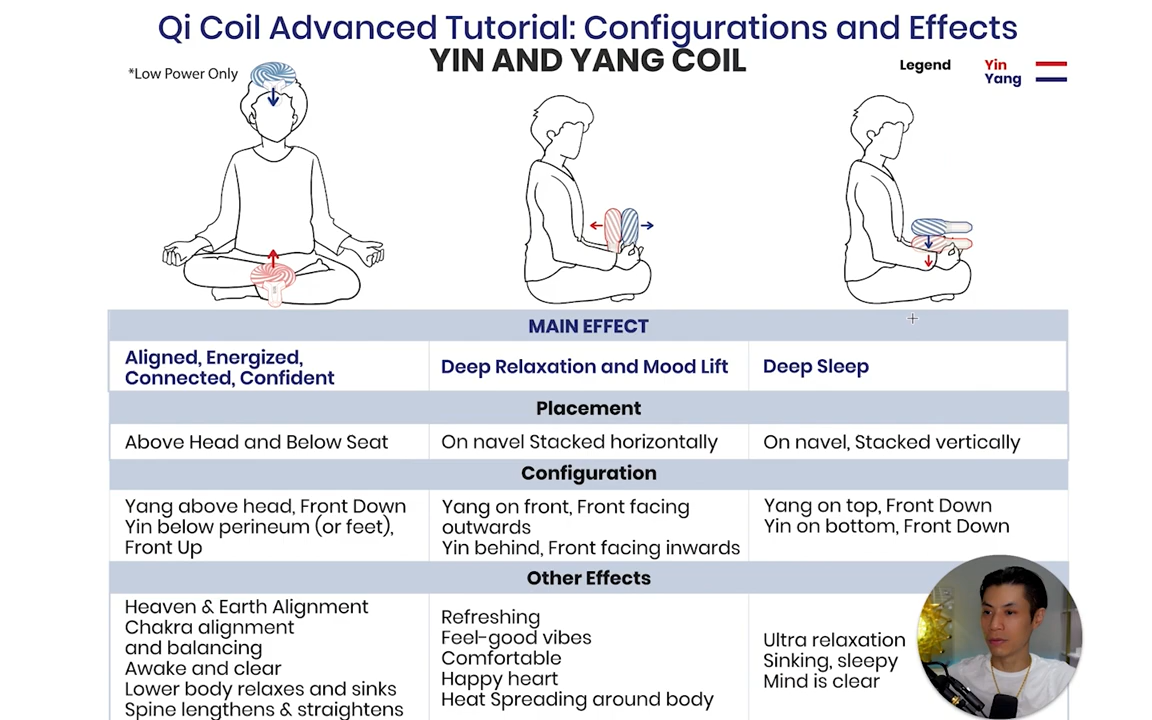 Qi Coil Advanced Tutorial: Configurations and Effects
YIN AND YANG COIL
*Low Power Only
Legend
Yin
Yang
MAIN EFFECT
Aligned, Energized,
Connected, Confident
Deep Relaxation and Mood Lift
Deep Sleep
Placement
Above Head and Below Seat
On navel Stacked horizontally
On navel, Stacked vertically
Configuration
Yang above head, Front Down
Yin below perineum (or feet),
Front Up
Yang on front, Front facing
outwards
Yin behind, Front facing inwards
Yang on top, Front Down
Yin on bottom, Front Down
Other Effects
Heaven & Earth Alignment
Chakra alignment
and balancing
Awake and clear
Lower body relaxes and sinks
Spine lengthens & straightens
Refreshing
Feel-good vibes
Comfortable
Happy heart
Heat Spreading around body
Ultra relaxation
Sinking, sleepy
Mind is clear